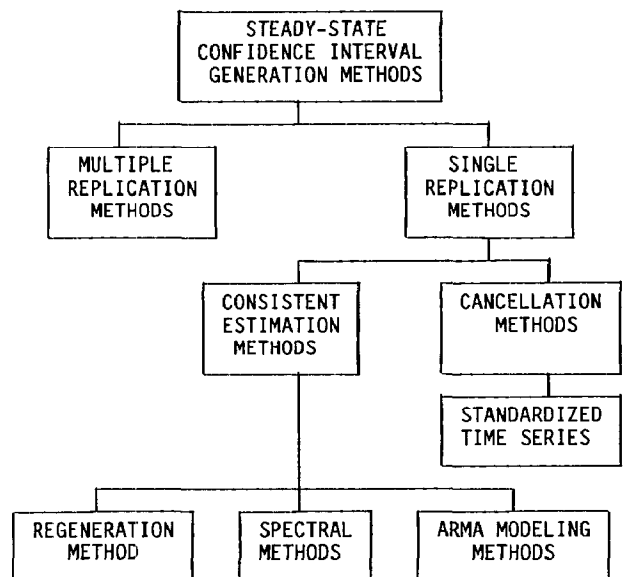 STEADY-STATE
CONFIDENCE INTERVAL
GENERATION METHODS
MULTIPLE
REPLICATION
METHODS
SINGLE
REPLICATION
METHODS
CONSISTENT
ESTIMATION
METHODS
CANCELLATION
METHODS
STANDARDIZED
TIME SERIES
REGENERATION
METHOD
SPECTRAL
METHODS
ARMA MODELING
METHODS